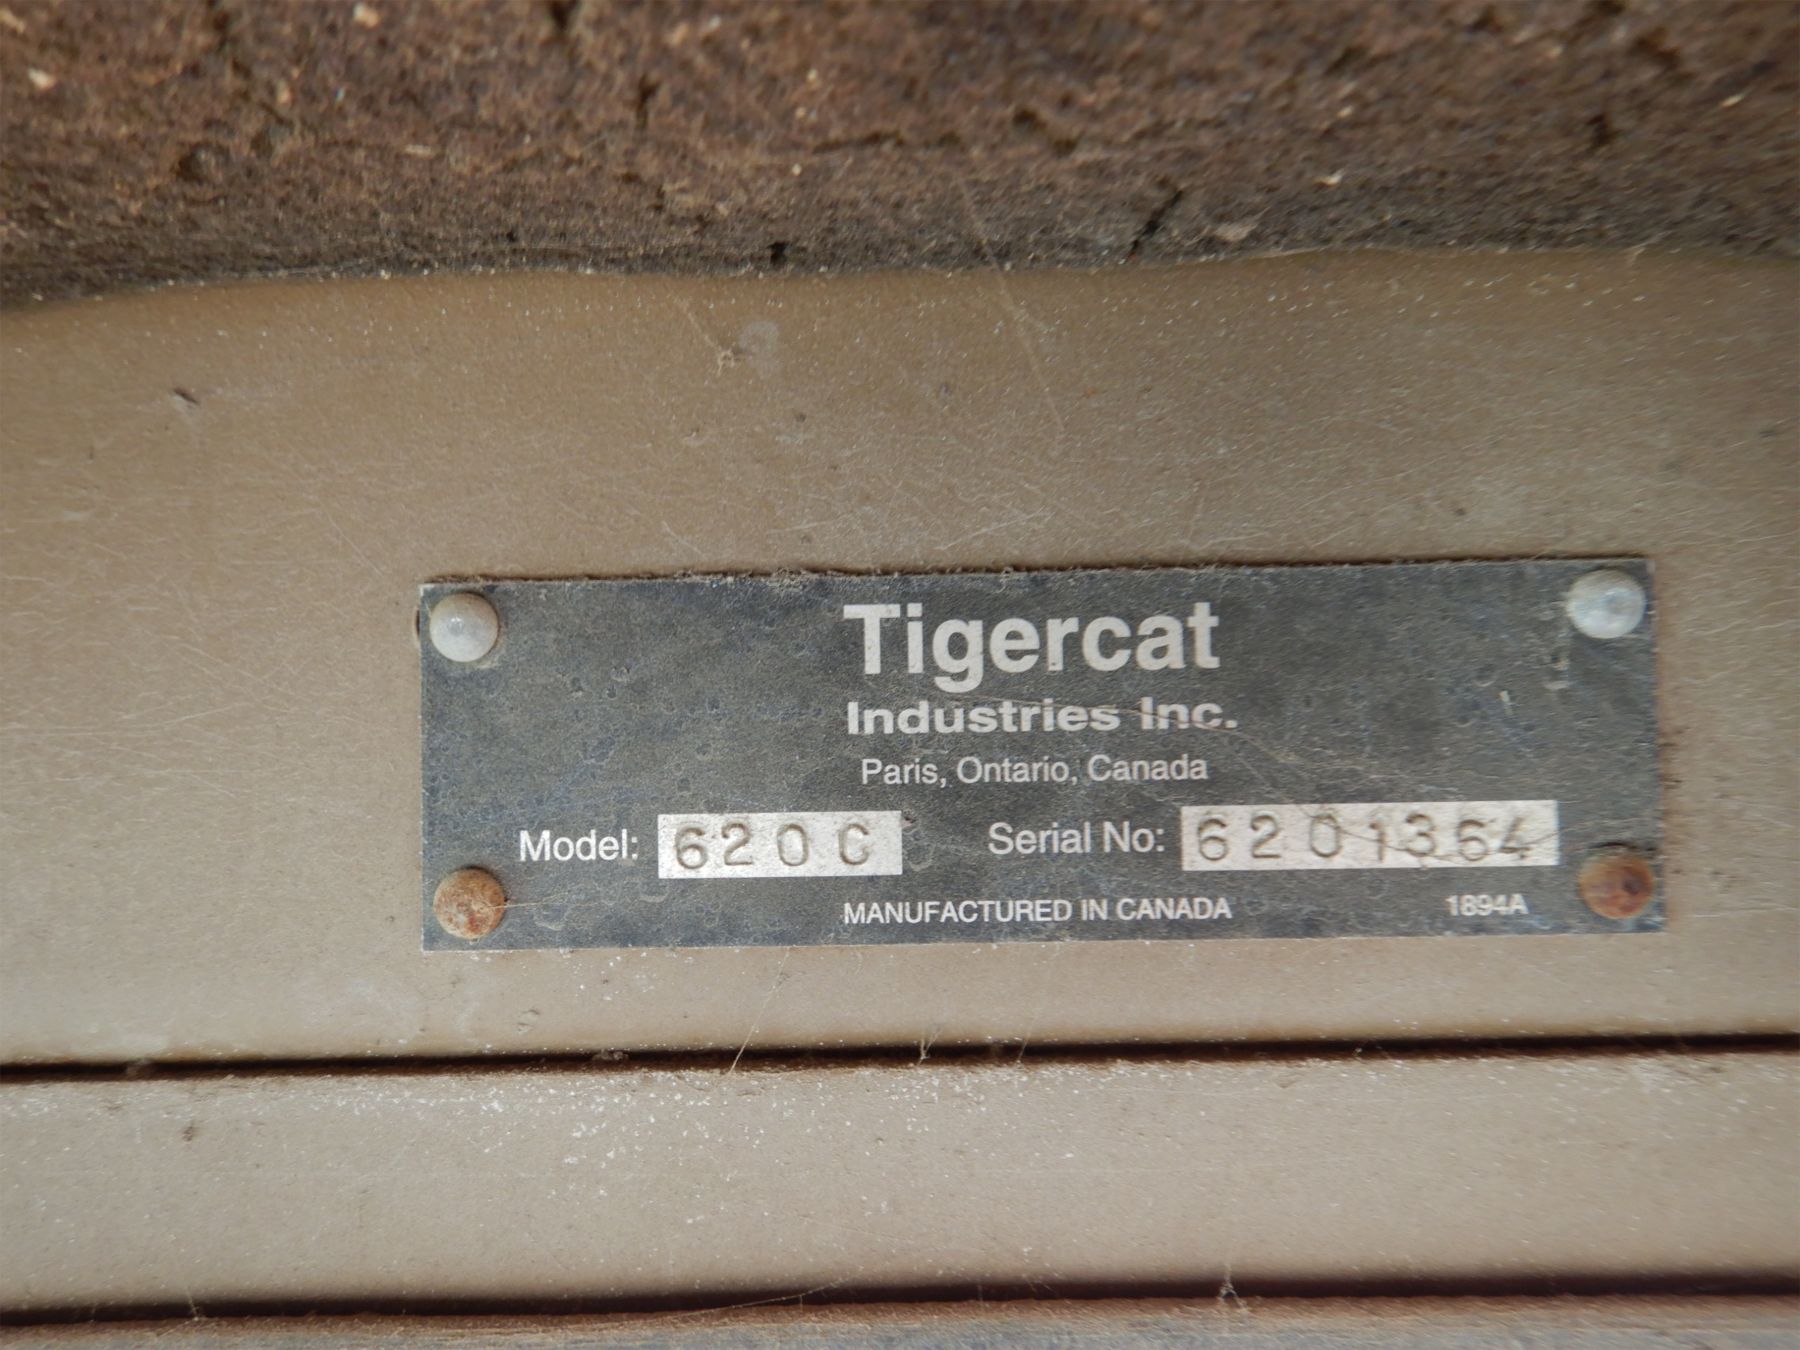 Tigercat
Industries Inc.
Paris, Ontario, Canada
Model: 620C Serial No: 6201364
MANUFACTURED IN CANADA 1894A